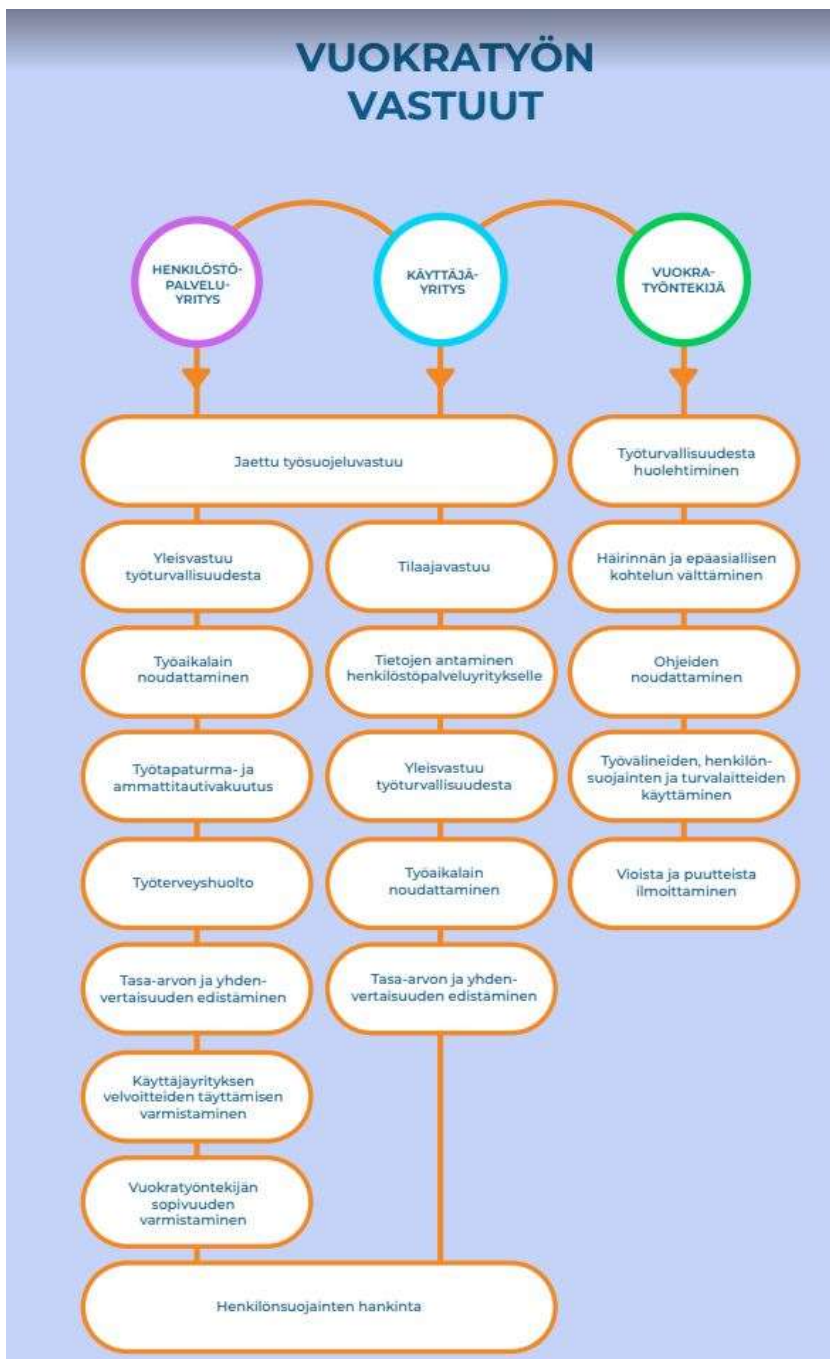 VUOKRATYÖN
VASTUUT
HENKILÖSTÖ-
PALVELU-
YRITYS
KÄYTTÄJÄ-
YRITYS
VUOKRA-
TYÖNTEKIJÄ
Jaettu työsuojeluvastuu
Työturvallisuudesta
huolehtiminen
Yleisvastuu
työturvallisuudesta
Tilaajavastuu
Häirinnän ja epäasiallisen
kohtelun välttäminen
Työaikalain
noudattaminen
Tietojen antaminen
henkilöstöpalveluyritykselle
Ohjeiden
noudattaminen
Työtapaturma- ja
ammattitautivakuutus
Yleisvastuu
työturvallisuudesta
Työvälineiden, henkilön-
suojainten ja turvalaitteiden
käyttäminen
Työterveyshuolto
Työaikalain
noudattaminen
Vioista ja puutteista
ilmoittaminen
Tasa-arvon ja yhden-
vertaisuuden edistäminen
Tasa-arvon ja yhden-
vertaisuuden edistäminen
Käyttäjäyrityksen
velvoitteiden täyttämisen
varmistaminen
Vuokratyöntekijän
sopivuuden
varmistaminen
Henkilönsuojainten hankinta